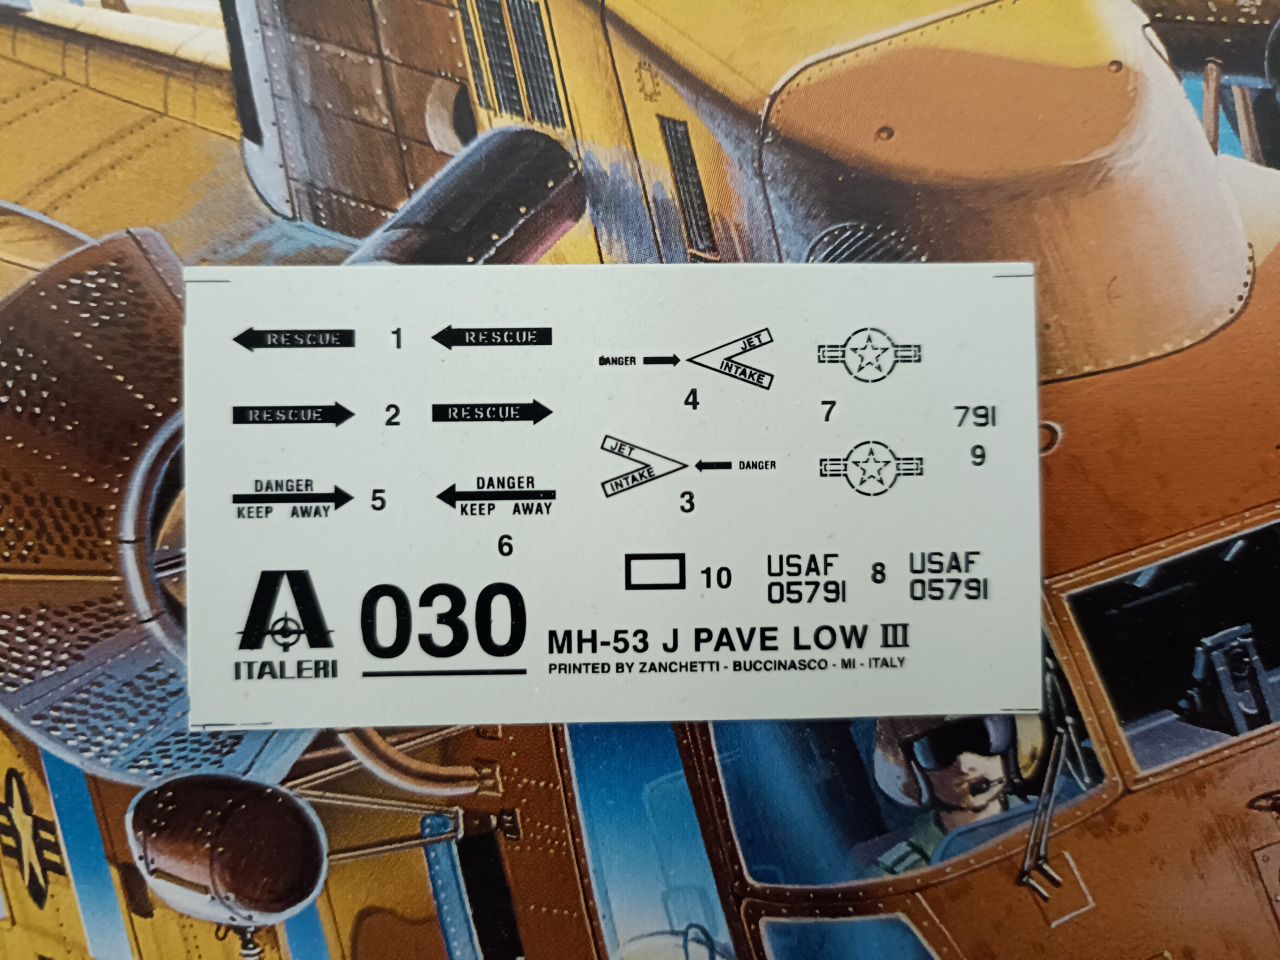 RESCUE 1 RESCUE
RESCUE 2 RESCUE
DANGER
KEEP AWAY
5
DANGER
KEEP AWAY
6
DANGER
JET
INTAKE
4
JET
INTAKE
DANGER
3
7
791
9
10
USAF
05791
8
USAF
05791
A
ITALERI
030
MH-53 J PAVE LOW III
PRINTED BY ZANCHETTI - BUCCINASCO - MI - ITALY